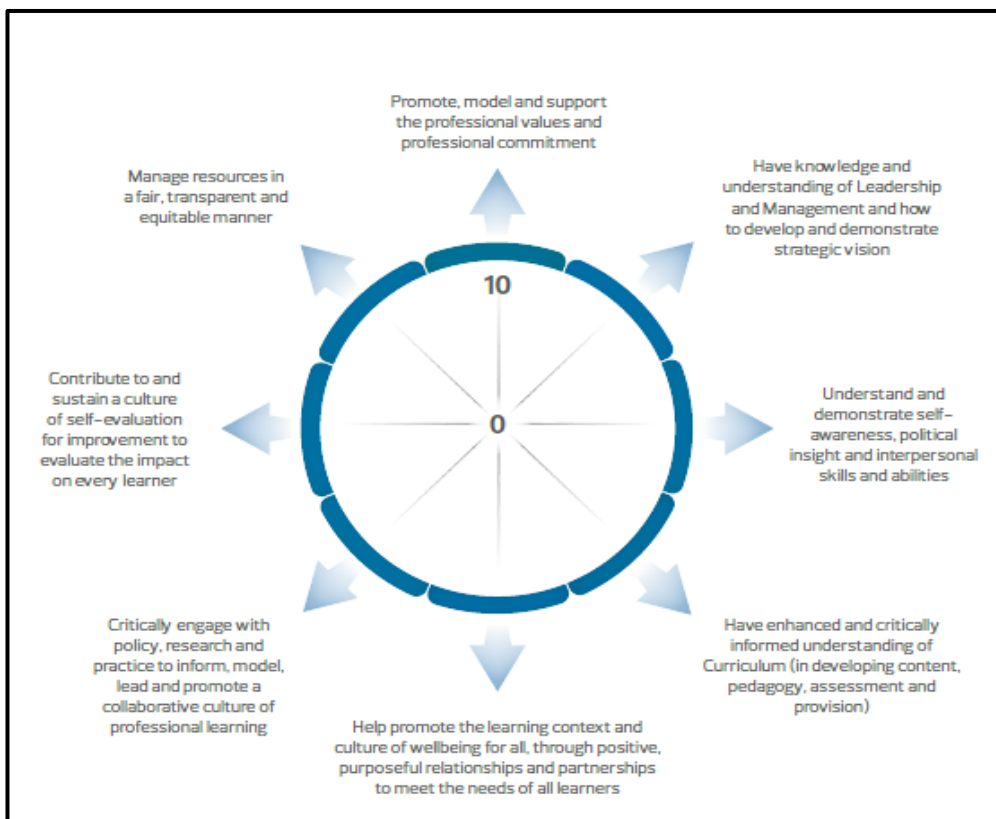 Promote, model and support
the professional values and
professional commitment
Have knowledge and
understanding of Leadership
and Management and how
to develop and demonstrate
strategic vision
Understand and
demonstrate self-
awareness, political
insight and interpersonal
skills and abilities
Have enhanced and critically
informed understanding of
Curriculum (in developing content,
pedagogy, assessment and
provision)
Help promote the learning context and
culture of wellbeing for all, through positive,
purposeful relationships and partnerships
to meet the needs of all learners
Critically engage with
policy, research and
practice to inform, model,
lead and promote a
collaborative culture of
professional learning
Contribute to and
sustain a culture
of self-evaluation
for improvement to
evaluate the impact
on every learner
Manage resources in
a fair, transparent and
equitable manner
10
0